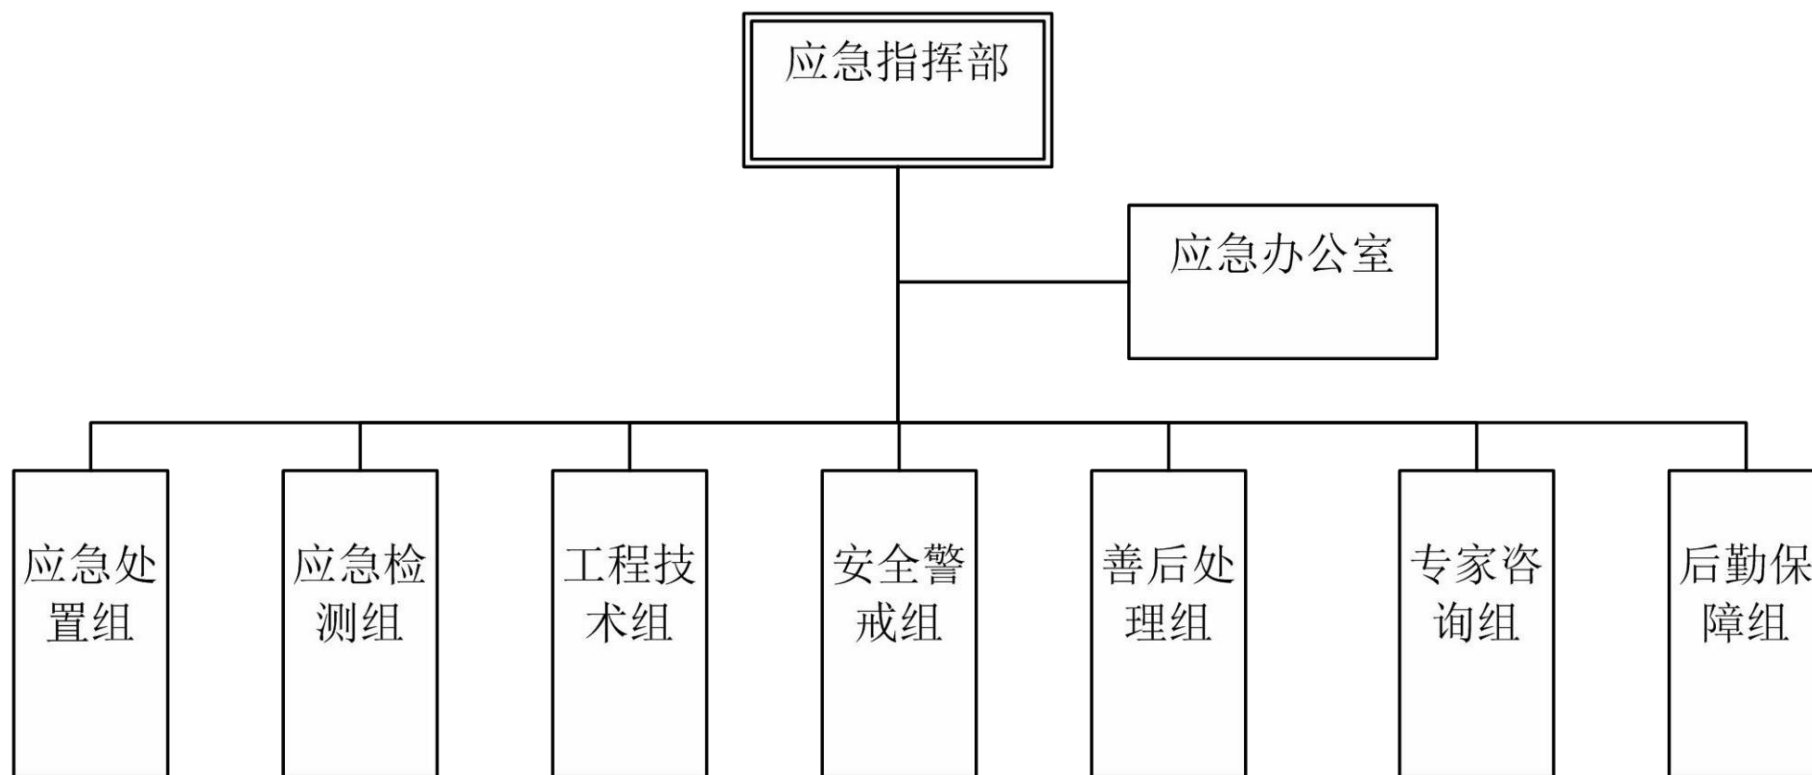 应急指挥部
应急办公室
应急处
置组
应急检
测组
工程技
术组
安全警
戒组
善后处
理组
专家咨
询组
后勤保
障组